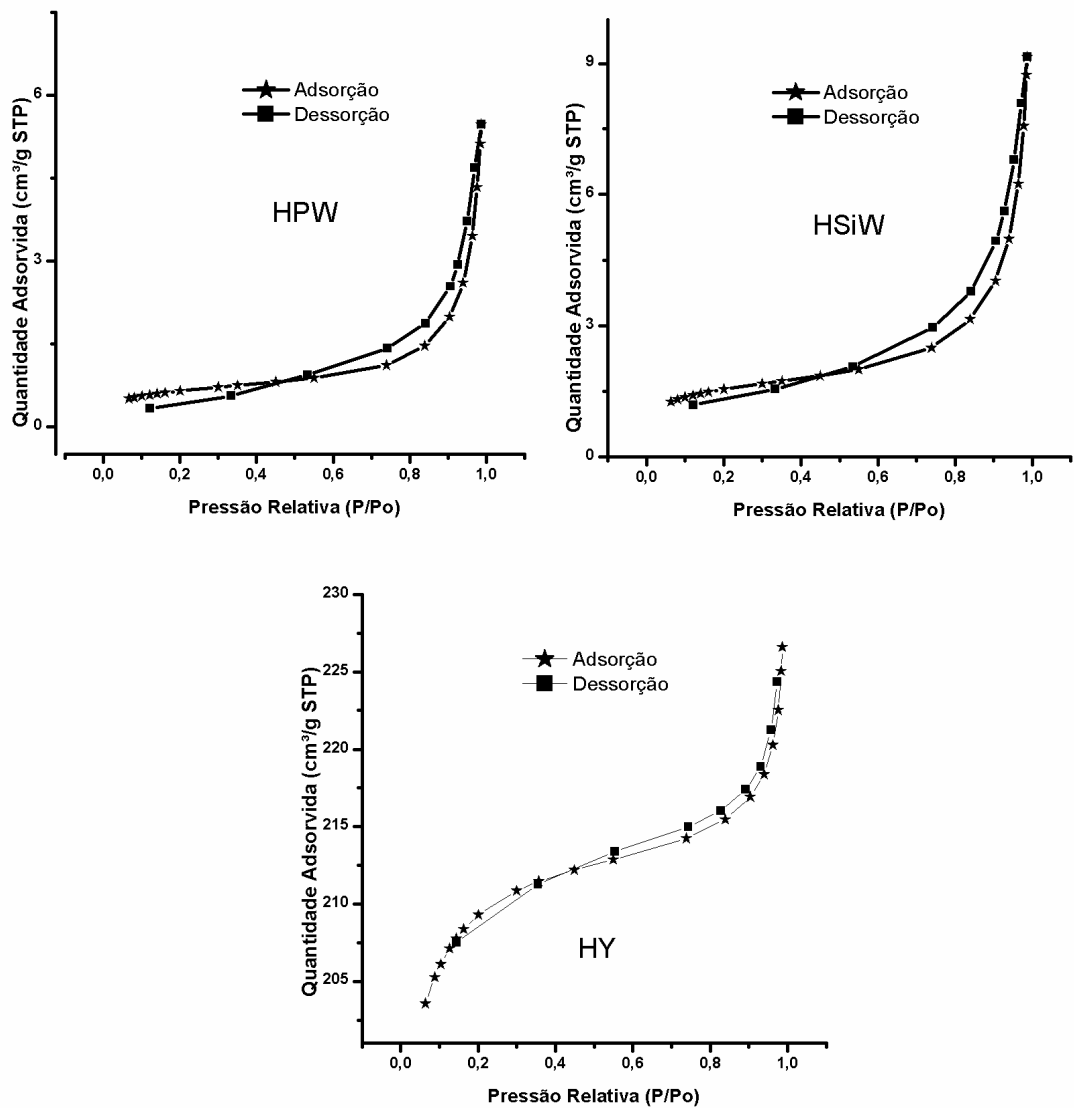 Quantidade Adsorvida (cm³/g STP)
6
3
0
Adsorção
Dessorção
HPW
0,0 0,2 0,4 0,6 0,8 1,0
Pressão Relativa (P/Po)
Quantidade Adsorvida (cm³/g STP)
9
6
3
0
Adsorção
Dessorção
HSiW
0,0 0,2 0,4 0,6 0,8 1,0
Pressão Relativa (P/Po)
Quantidade Adsorvida (cm³/g STP)
230
225
220
215
210
205
Adsorção
Dessorção
HY
0,0 0,2 0,4 0,6 0,8 1,0
Pressão Relativa (P/Po)